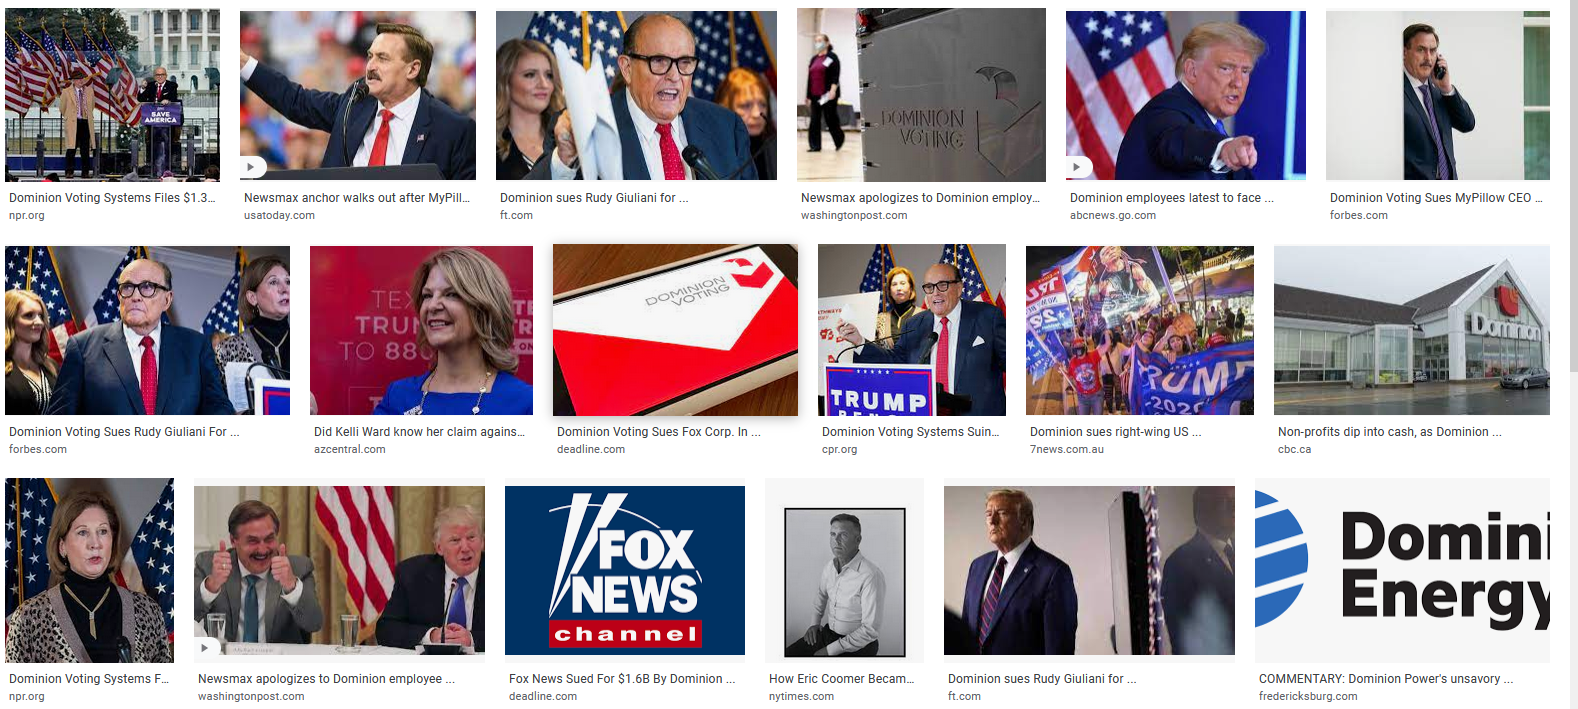 SAVE
AMERICA
DOMINION
VOTING
Dominion Voting Systems Files $1.3...
npr.org
Newsmax anchor walks out after MyPill...
usatoday.com
Dominion sues Rudy Giuliani for ...
ft.com
Newsmax apologizes to Dominion employ...
washingtonpost.com
Dominion employees latest to face ...
abcnews.go.com
Dominion Voting Sues MyPillow CEO ...
forbes.com
TRUM
TO 880
DOMINION
VOTING
TRUMP
TRUMP
2020
Dominion
Dominion Voting Sues Rudy Giuliani For ...
forbes.com
Did Kelli Ward know her claim agains...
azcentral.com
Dominion Voting Sues Fox Corp. In ...
deadline.com
Dominion Voting Systems Suin...
cpr.org
Dominion sues right-wing US ...
7news.com.au
Non-profits dip into cash, as Dominion ...
cbc.ca
FOX
NEWS
channel
Domini
Energy
Dominion Voting Systems F...
npr.org
Newsmax apologizes to Dominion employee ...
washingtonpost.com
Fox News Sued For $1.6B By Dominion ...
deadline.com
How Eric Coomer Becam...
nytimes.com
Dominion sues Rudy Giuliani for ...
ft.com
COMMENTARY: Dominion Power's unsavory ...
fredericksburg.com